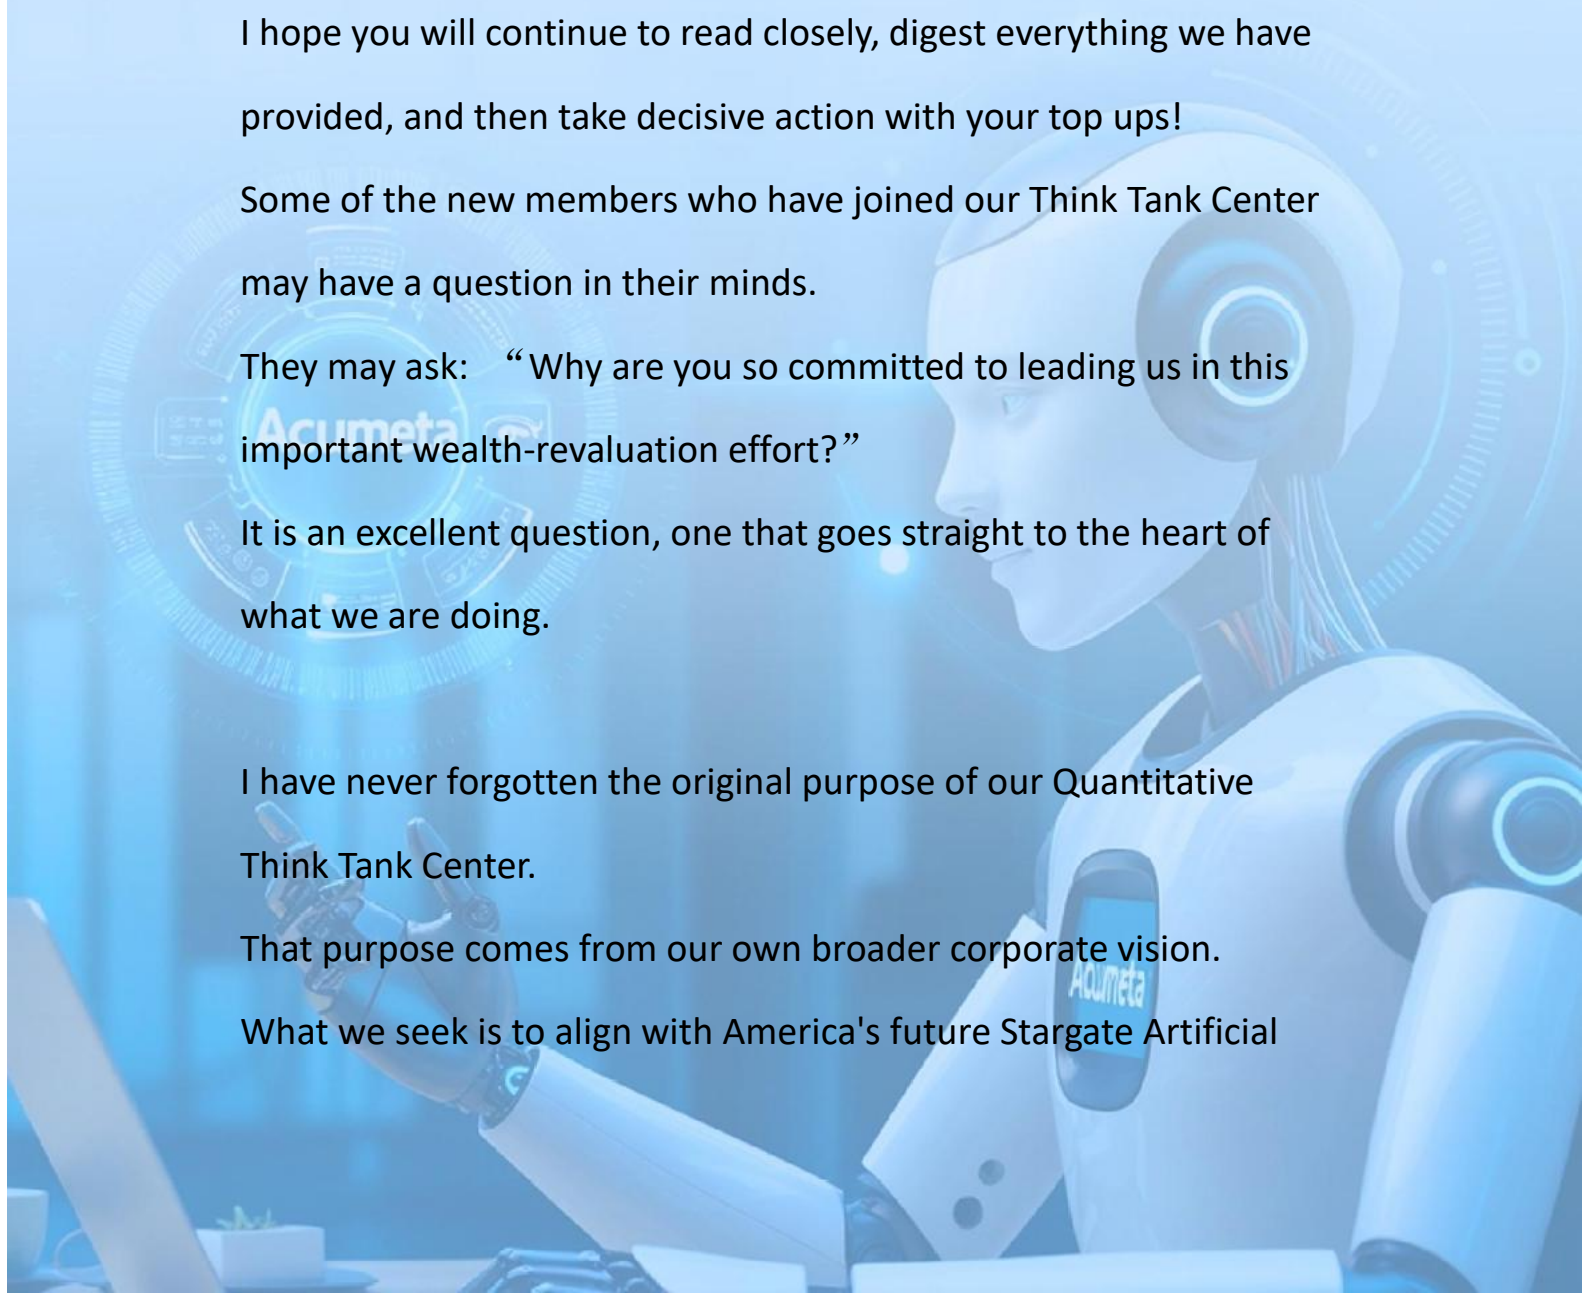 I hope you will continue to read closely, digest everything we have
provided, and then take decisive action with your top ups!
Some of the new members who have joined our Think Tank Center
may have a question in their minds.
They may ask: “Why are you so committed to leading us in this
Acumeta
important wealth-revaluation effort?”
It is an excellent question, one that goes straight to the heart of
what we are doing.
I have never forgotten the original purpose of our Quantitative
Think Tank Center.
That purpose comes from our own broader corporate vision.
Acumeta
What we seek is to align with America's future Stargate Artificial